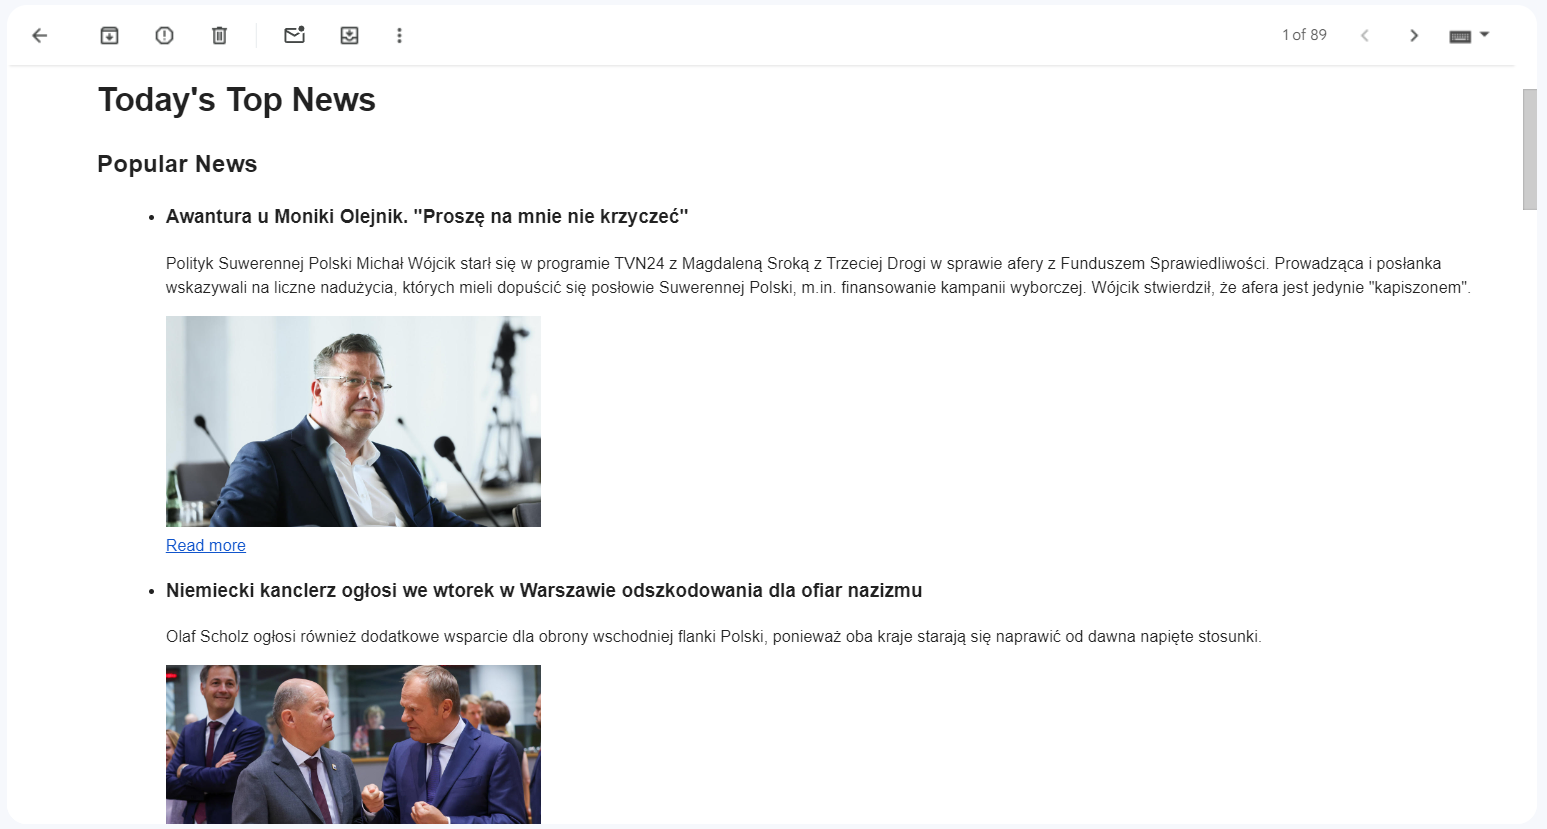 1 of 89
Today's Top News
Popular News
Awantura u Moniki Olejnik. "Proszę na mnie nie krzyczeć"
Polityk Suwerennej Polski Michał Wójcik starł się w programie TVN24 z Magdaleną Sroką z Trzeciej Drogi w sprawie afery z Funduszem Sprawiedliwości. Prowadząca i posłanka
wskazywali na liczne nadużycia, których mieli dopuścić się posłowie Suwerennej Polski, m.in. finansowanie kampanii wyborczej. Wójcik stwierdził, że afera jest jedynie "kapiszonem".
Read more
Niemiecki kanclerz ogłosi we wtorek w Warszawie odszkodowania dla ofiar nazizmu
Olaf Scholz ogłosi również dodatkowe wsparcie dla obrony wschodniej flanki Polski, ponieważ oba kraje starają się naprawić od dawna napięte stosunki.